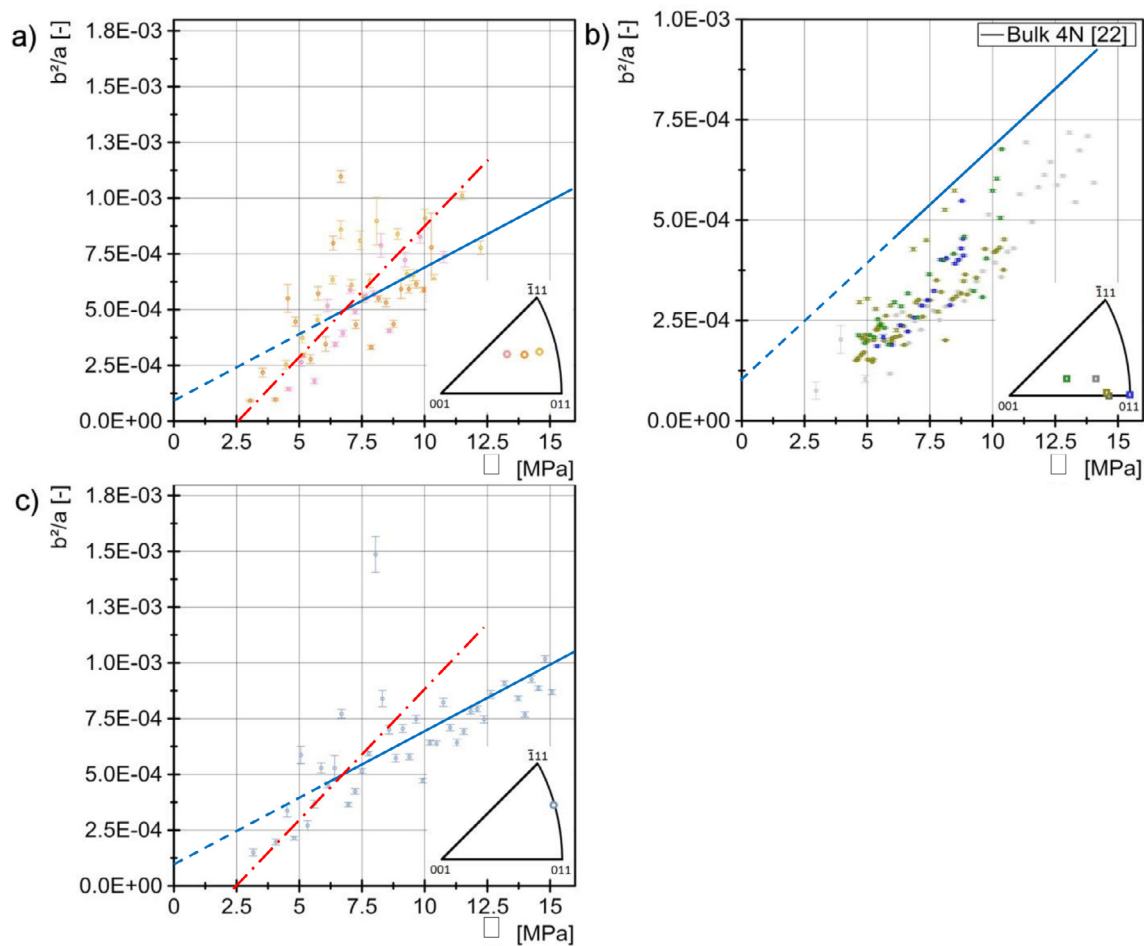 a)
b²/a [-]
1.8E-03
1.5E-03
1.3E-03
1.0E-03
7.5E-04
5.0E-04
2.5E-04
0.0E+00
0 2.5 5 7.5 10 12.5 15
□ [MPa]
1̄11
001 011
b)
b²/a [-]
Bulk 4N [22]
1.0E-03
7.5E-04
5.0E-04
2.5E-04
0.0E+00
0 2.5 5 7.5 10 12.5 15
□ [MPa]
1̄11
001 011
c)
b²/a [-]
1.8E-03
1.5E-03
1.3E-03
1.0E-03
7.5E-04
5.0E-04
2.5E-04
0.0E+00
0 2.5 5 7.5 10 12.5 15
□ [MPa]
1̄11
001 011